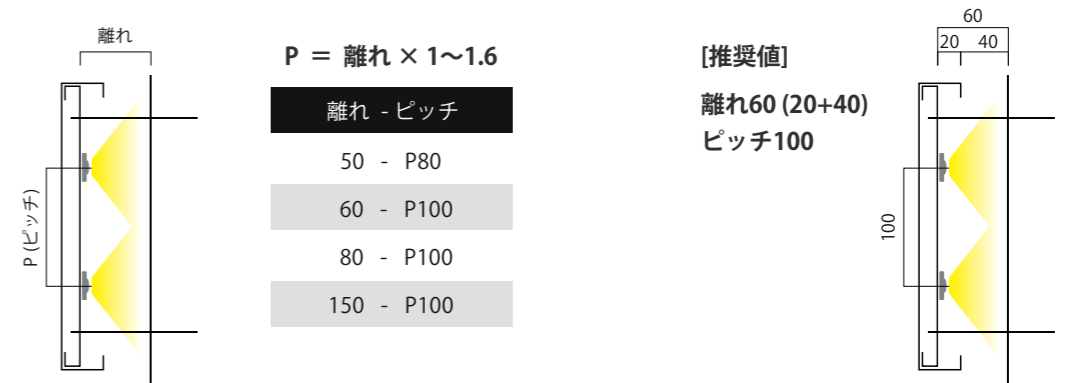 離れ
P (ピッチ)
P = 離れ × 1〜1.6
離れ - ピッチ
50 - P80
60 - P100
80 - P100
150 - P100
[推奨値]
離れ60 (20+40)
ピッチ100
60
20 40
100